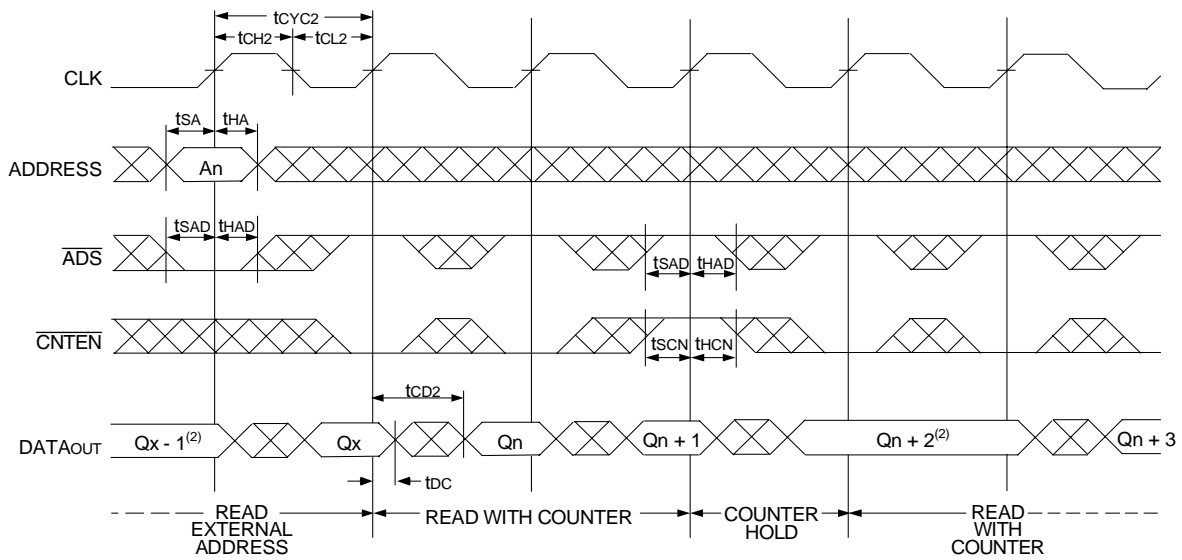 tCYC2
tCH2 tCL2
CLK
tSA tHA
ADDRESS An
tSAD tHAD
ADS
tSAD tHAD
CNTEN
tSCN tHCN
tCD2
DATAOUT Qx - 1(2) Qx Qn Qn + 1 Qn + 2(2) Qn + 3
tDC
READ EXTERNAL ADDRESS
READ WITH COUNTER
COUNTER HOLD
READ WITH COUNTER